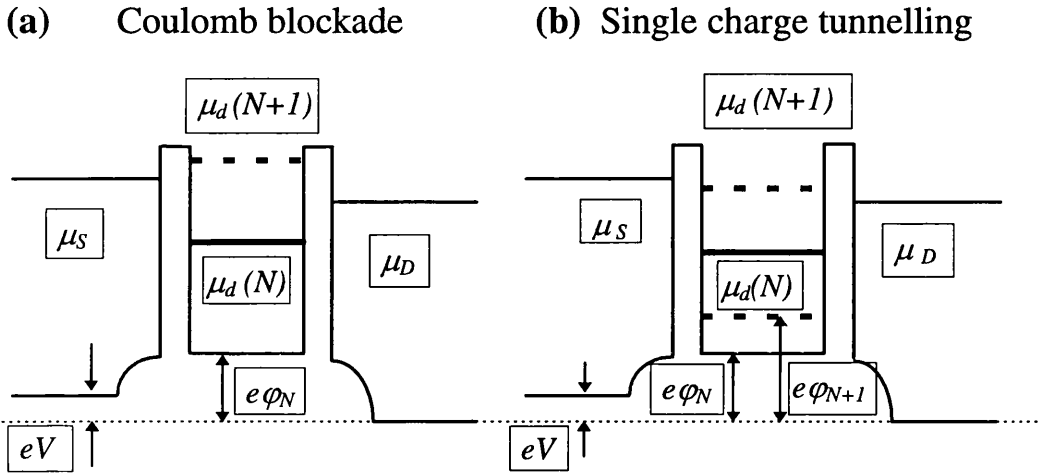 (a) Coulomb blockade
μd(N+1)
μS
μd(N)
μD
eφN
eV
(b) Single charge tunnelling
μd(N+1)
μS
μd(N)
μD
eφN
eφN+1
eV